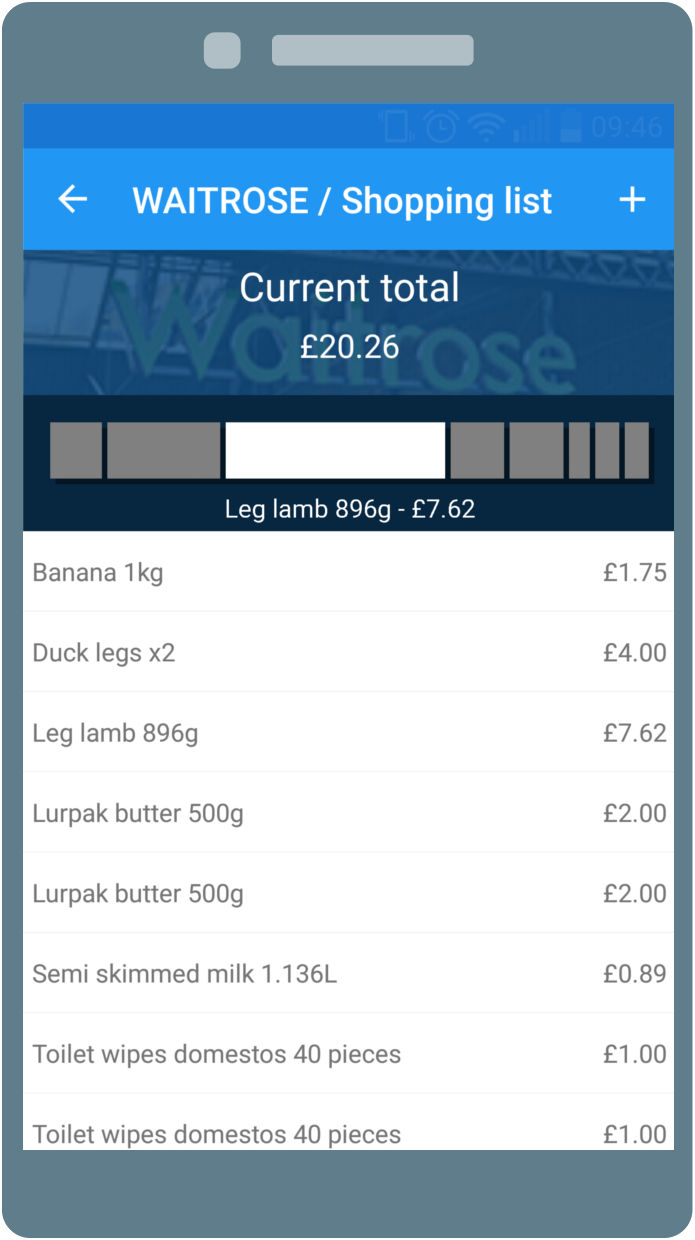 09:46
WAITROSE / Shopping list
Waitrose
Current total
£20.26
Leg lamb 896g - £7.62
Banana 1kg £1.75
Duck legs x2 £4.00
Leg lamb 896g £7.62
Lurpak butter 500g £2.00
Lurpak butter 500g £2.00
Semi skimmed milk 1.136L £0.89
Toilet wipes domestos 40 pieces £1.00
Toilet wipes domestos 40 pieces £1.00